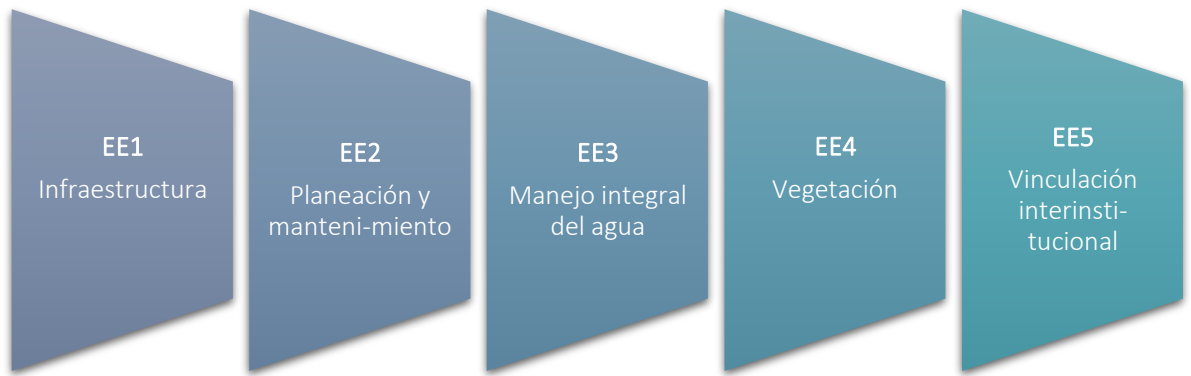 EE1
Infraestructura
EE2
Planeación y
manteni-miento
EE3
Manejo integral
del agua
EE4
Vegetación
EE5
Vinculación
interinsti-
tucional